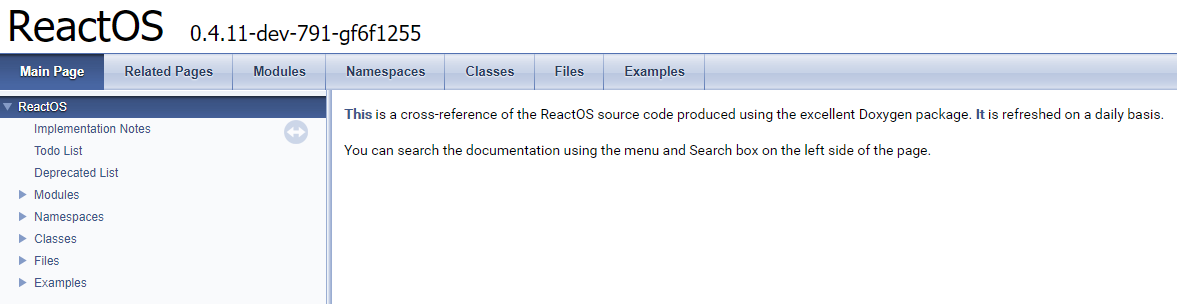 ReactOS 0.4.11-dev-791-gf6f1255
Main Page Related Pages Modules Namespaces Classes Files Examples
ReactOS
Implementation Notes
Todo List
Deprecated List
Modules
Namespaces
Classes
Files
Examples
This is a cross-reference of the ReactOS source code produced using the excellent Doxygen package. It is refreshed on a daily basis.
You can search the documentation using the menu and Search box on the left side of the page.